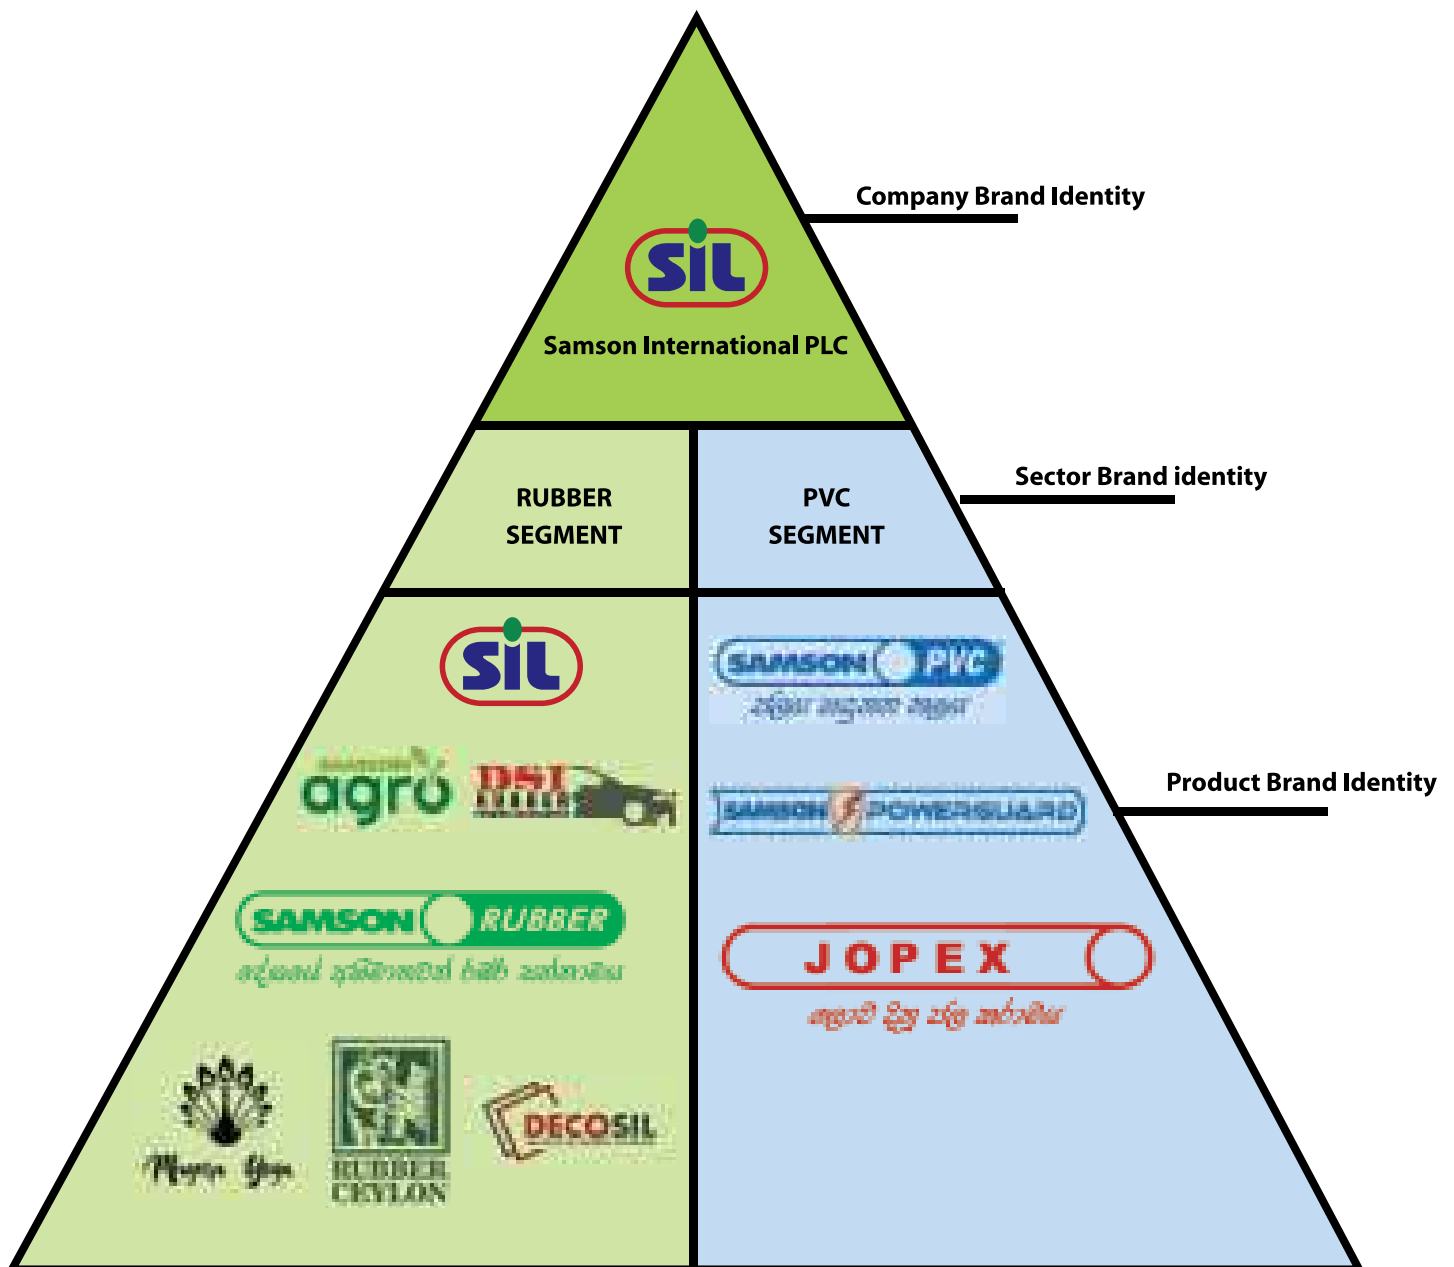 Company Brand Identity
SiL
Samson International PLC
Sector Brand identity
RUBBER
SEGMENT
PVC
SEGMENT
Product Brand Identity
SiL
agro
DSI
SAMSON RUBBER
RUBBER
CEYLON
DECOSIL
SAMSON PVC
SAMSON POWERGUARD
JOPEX